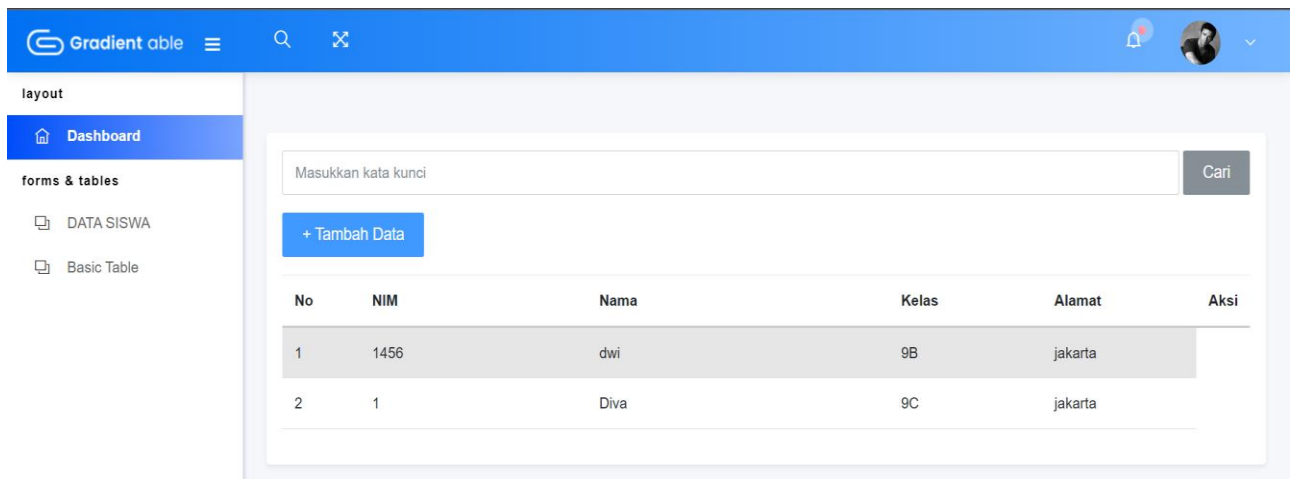 Gradient able
layout
Dashboard
forms & tables
DATA SISWA
Basic Table
Masukkan kata kunci
Cari
+ Tambah Data
No NIM Nama Kelas Alamat Aksi
1 1456 dwi 9B jakarta
2 1 Diva 9C jakarta